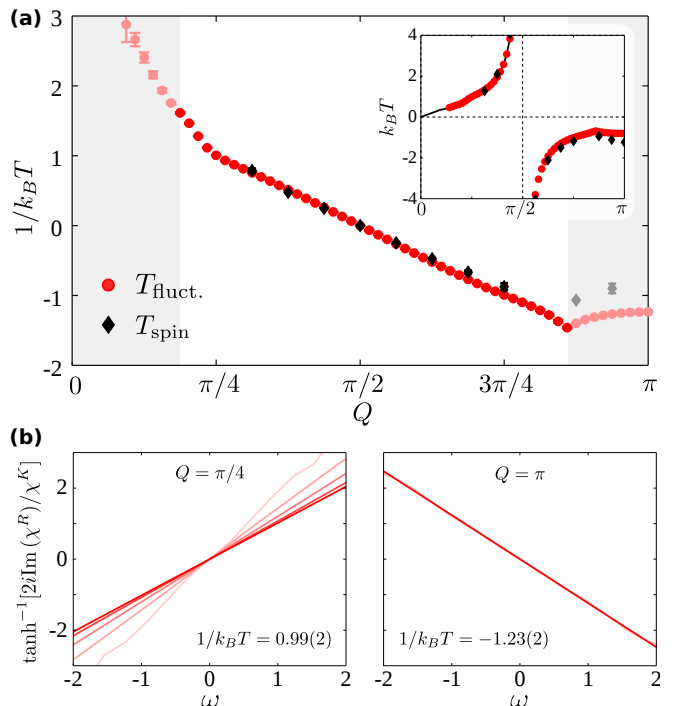 (a)
3
2
1
0
-1
-2
1/k_BT
0
π/4
π/2
3π/4
π
Q
T_fluct.
T_spin
4
2
0
-2
-4
k_BT
0
π/2
π
(b)
tanh⁻¹[2iIm(χ^R)/χ^K]
2
0
-2
Q = π/4
1/k_BT = 0.99(2)
-2
-1
0
1
2
ω
Q = π
1/k_BT = −1.23(2)
-2
-1
0
1
2
ω